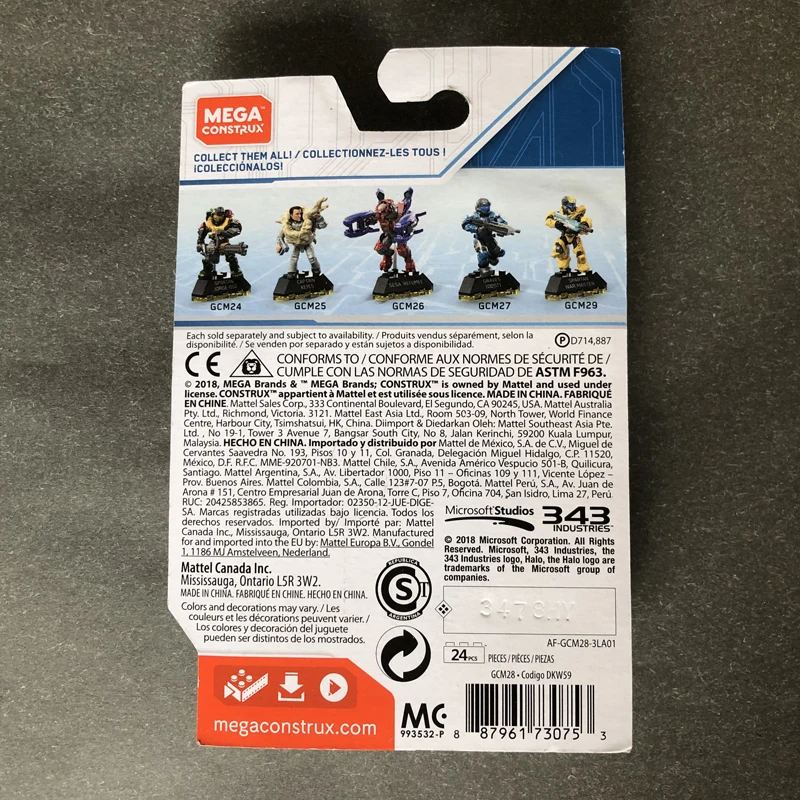 MEGA
CONSTRUX™
COLLECT THEM ALL! / COLLECTIONNEZ-LES TOUS !
¡COLECCIÓNALOS!
SPARTAN
JORGE-052
CAPTAIN
KEYES
SESA 'REFUMEE
GRAVES
WAR MASTER
GCM24
GCM25
GCM26
GCM27
GCM29
Each sold separately and subject to availability. / Produits vendus séparément, selon la
disponibilité. / Se venden por separado y están sujetos a disponibilidad.
Ⓟ D714,887
CE
CONFORMS TO / CONFORME AUX NORMES DE SÉCURITÉ DE /
CUMPLE CON LAS NORMAS DE SEGURIDAD DE ASTM F963.
© 2018, MEGA Brands & ™ MEGA Brands; CONSTRUX™ is owned by Mattel and used under
license. CONSTRUX™ appartient à Mattel et est utilisée sous licence. MADE IN CHINA. FABRIQUÉ
EN CHINE. Mattel Sales Corp., 333 Continental Boulevard, El Segundo, CA 90245, USA. Mattel Australia
Pty. Ltd., Richmond, Victoria. 3121. Mattel East Asia Ltd., Room 503-09, North Tower, World Finance
Centre, Harbour City, Tsimshatsui, HK, China. Diimport & Diedarkan Oleh: Mattel Southeast Asia Pte.
Ltd. , No 19-1, Tower 3 Avenue 7, Bangsar South City, No 8, Jalan Kerinchi, 59200 Kuala Lumpur,
Malaysia. HECHO EN CHINA. Importado y distribuido por Mattel de México, S.A. de C.V., Miguel de
Cervantes Saavedra No. 193, Pisos 10 y 11, Col. Granada, Delegación Miguel Hidalgo, C.P. 11520,
México, D.F. R.F.C. MME-920701-NB3. Mattel Chile, S.A., Avenida Américo Vespucio 501-B, Quilicura,
Santiago. Mattel Argentina, S.A., Av. Libertador 1000, Piso 11 – Oficinas 109 y 111, Vicente López –
Prov. Buenos Aires. Mattel Colombia, S.A., Calle 123#07-07 P.5, Bogotá. Mattel Perú, S.A., Av. Juan de
Arona # 151, Centro Empresarial Juan de Arona, Torre C, Piso 7, Oficina 704, San Isidro, Lima 27, Perú
RUC: 20425853865. Reg. Importador: 02350-12-JUE-DIGE-
SA. Marcas registradas utilizadas bajo licencia. Todos los
derechos reservados. Imported by/ Importé par: Mattel
Canada Inc., Mississauga, Ontario L5R 3W2. Manufactured
for and imported into the EU by: Mattel Europa B.V., Gondel
1, 1186 MJ Amstelveen, Nederland.
Microsoft Studios
343
INDUSTRIES™
© 2018 Microsoft Corporation. All Rights
Reserved. Microsoft, 343 Industries, the
343 Industries logo, Halo, the Halo logo are
trademarks of the Microsoft group of
companies.
Mattel Canada Inc.
Mississauga, Ontario L5R 3W2.
MADE IN CHINA. FABRIQUÉ EN CHINE. HECHO EN CHINA.
Colors and decorations may vary. / Les
couleurs et les décorations peuvent varier. /
Los colores y decoración del juguete
pueden ser distintos de los mostrados.
REPUBLICA
S
ARGENTINA
3478HY
AF-GCM28-3LA01
24 PCS
PIECES / PIÈCES / PIEZAS
GCM28 • Codigo DKW59
megaconstrux.com
MC
993532-P
8 87961 73075 3